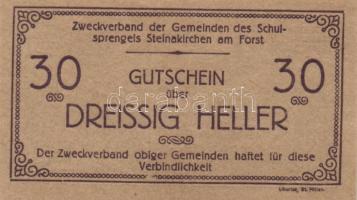 Zweckverband der Gemeinden des Schul-
sprengels Steinakirchen am Forst
30 GUTSCHEIN 30
über
DREISSIG HELLER
Der Zweckverband obiger Gemeinden haftet für diese
Verbindlichkeit
darabanth